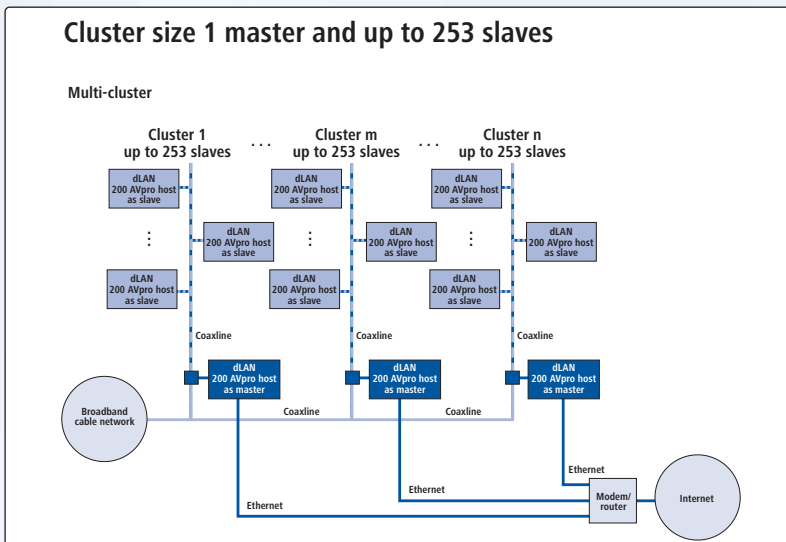 Cluster size 1 master and up to 253 slaves
Multi-cluster
Cluster 1
up to 253 slaves
. . .
Cluster m
up to 253 slaves
. . .
Cluster n
up to 253 slaves
dLAN
200 AVpro host
as slave
dLAN
200 AVpro host
as slave
dLAN
200 AVpro host
as slave
dLAN
200 AVpro host
as slave
dLAN
200 AVpro host
as slave
dLAN
200 AVpro host
as slave
dLAN
200 AVpro host
as slave
dLAN
200 AVpro host
as slave
dLAN
200 AVpro host
as slave
Coaxline
Coaxline
Coaxline
dLAN
200 AVpro host
as master
dLAN
200 AVpro host
as master
dLAN
200 AVpro host
as master
Broadband
cable network
Coaxline
Coaxline
Ethernet
Ethernet
Ethernet
Modem/
router
Internet